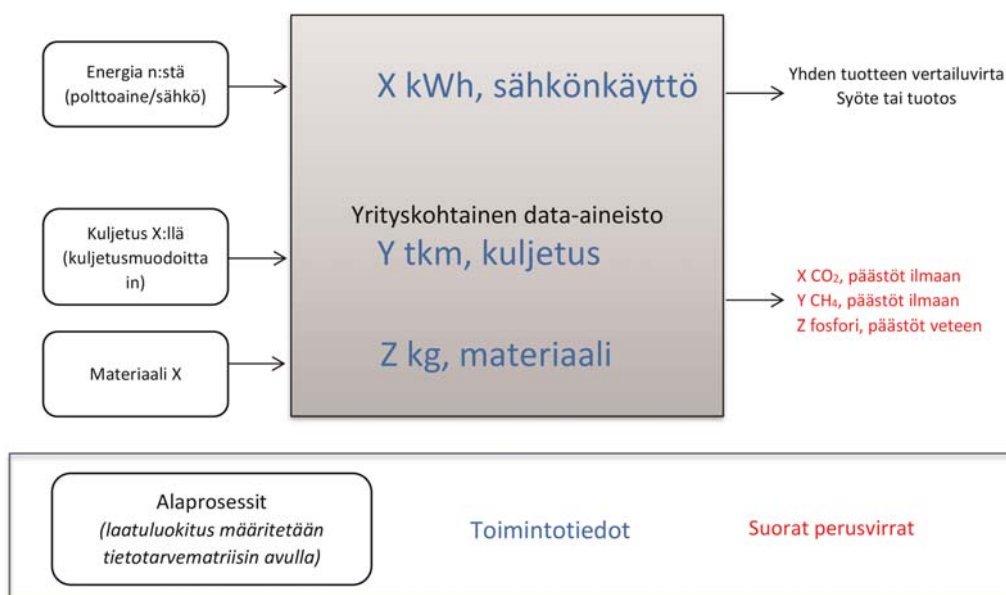 Energia n:stä
(polttoaine/sähkö)
X kWh, sähkönkäyttö
Yhden tuotteen vertailuvirta
Syöte tai tuotos
Kuljetus X:llä
(kuljetusmuodoitta
in)
Yrityskohtainen data-aineisto
Y tkm, kuljetus
X CO₂, päästöt ilmaan
Y CH₄, päästöt ilmaan
Z fosfori, päästöt veteen
Materiaali X
Z kg, materiaali
Alaprosessit
(laatuluokitus määritetään
tietotarvematriisin avulla)
Toimintotiedot
Suorat perusvirrat